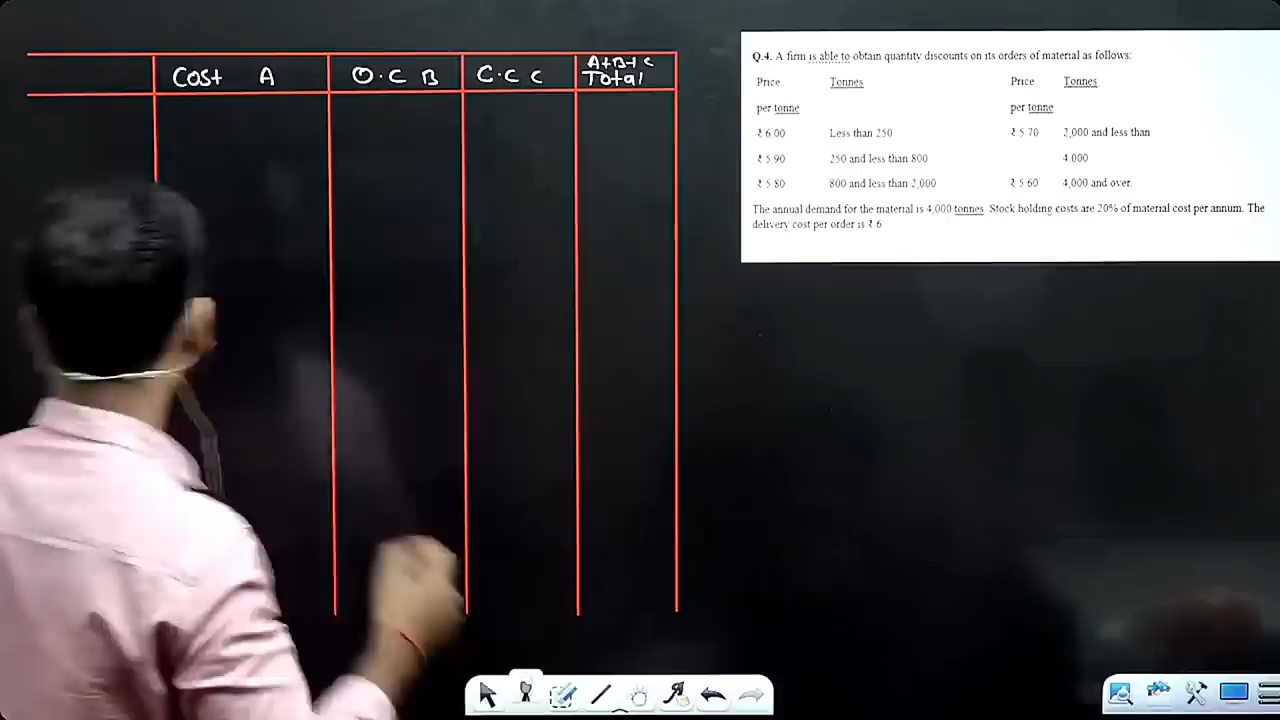 Cost A O.C B C.C C A+B+C
Total
Q.4. A firm is able to obtain quantity discounts on its orders of material as follows:
Price Tonnes Price Tonnes
per tonne per tonne
₹ 6.00 Less than 250 ₹ 5.70 2,000 and less than
₹ 5.90 250 and less than 800 4,000
₹ 5.80 800 and less than 2,000 ₹ 5.60 4,000 and over
The annual demand for the material is 4,000 tonnes. Stock holding costs are 20% of material cost per annum. The
delivery cost per order is ₹ 6